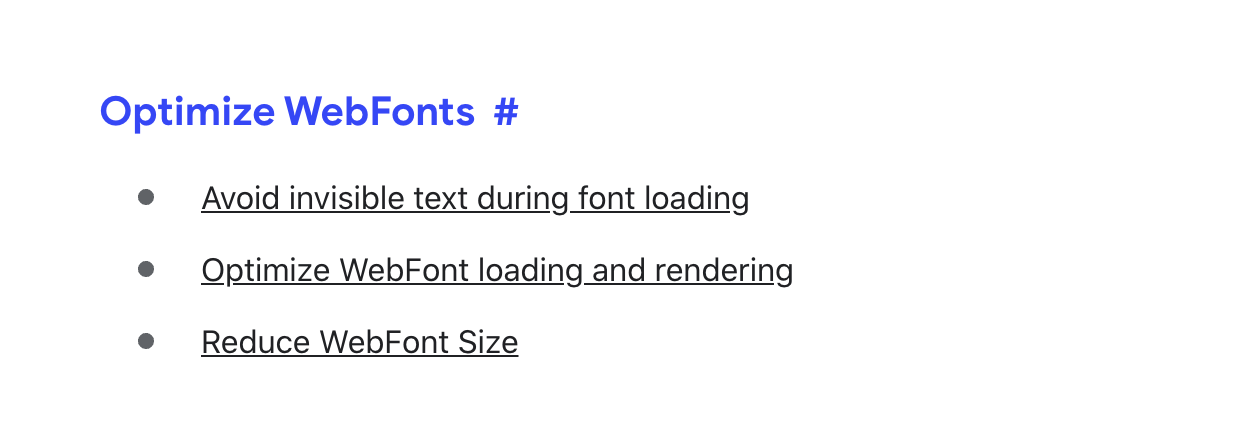 Optimize WebFonts #
Avoid invisible text during font loading
Optimize WebFont loading and rendering
Reduce WebFont Size